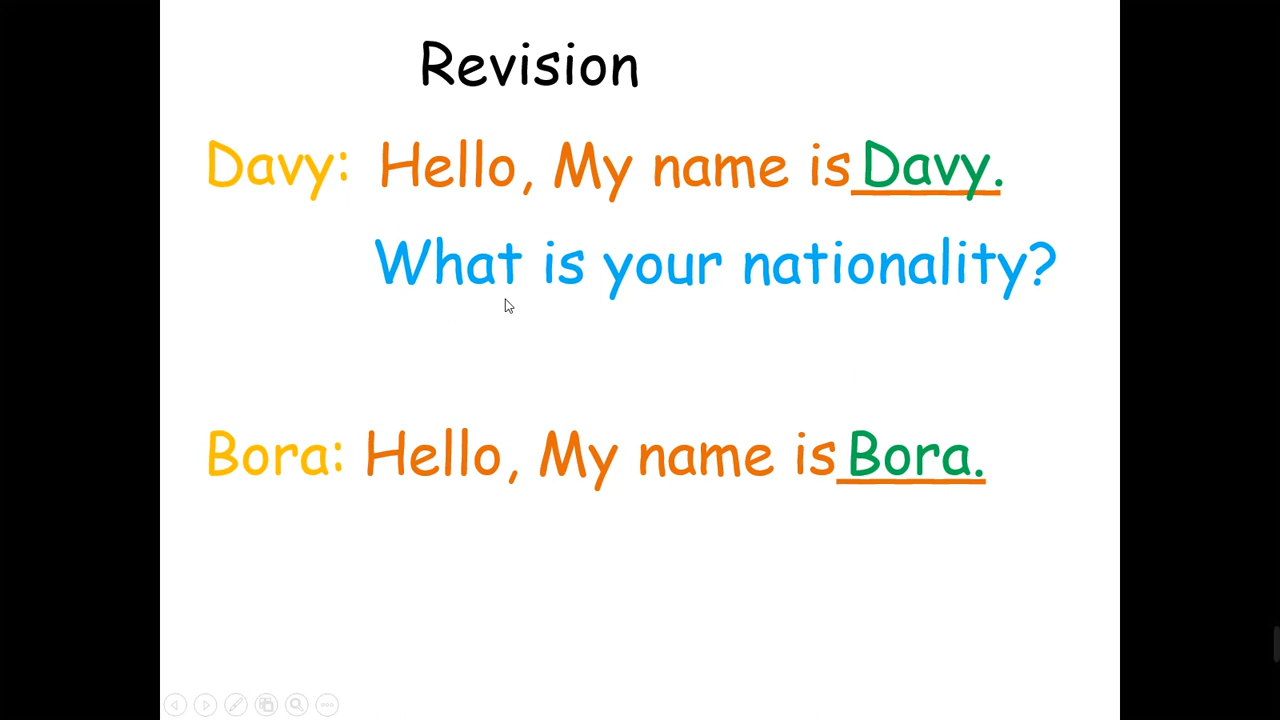 Revision
Davy: Hello, My name is Davy.
What is your nationality?
Bora: Hello, My name is Bora.